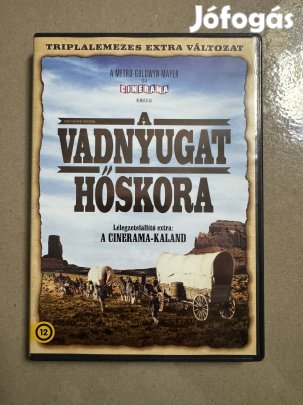 Jófogás
TRIPLALEMEZES EXTRA VÁLTOZAT
A METRO-GOLDWYN-MAYER
CINERAMA
A
VADNYUGAT
HŐSKORA
Lélegzetelállító extra:
A CINERAMA-KALAND
12